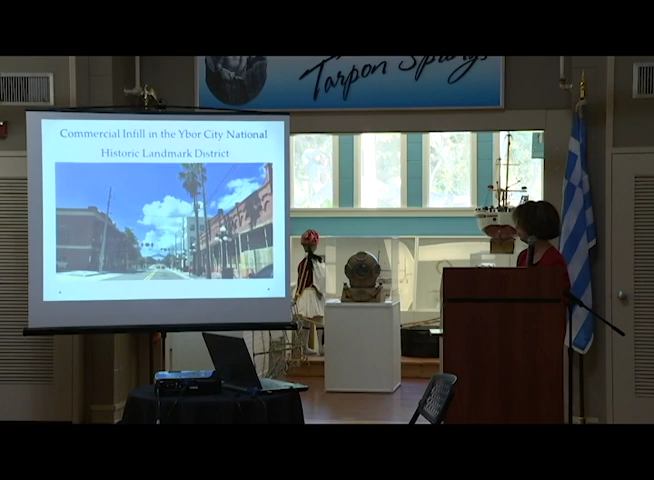 Tarpon Springs
Commercial Infill in the Ybor City National
Historic Landmark District